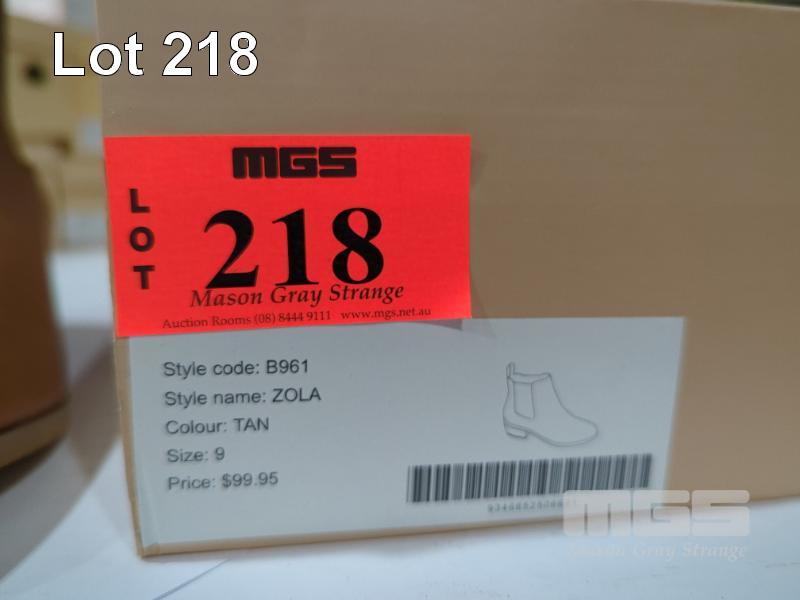 Lot 218
MGS
LOT
218
Mason Gray Strange
Auction Rooms (08) 8444 9111 www.mgs.net.au
Style code: B961
Style name: ZOLA
Colour: TAN
Size: 9
Price: $99.95
MGS
Mason Gray Strange